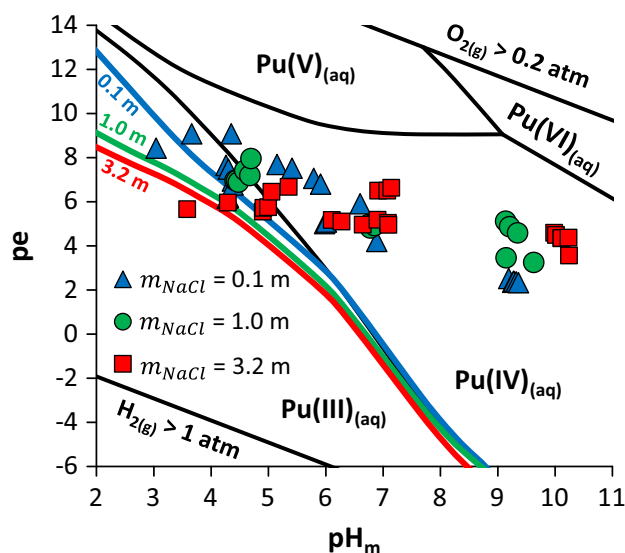 14
12
10
8
6
4
2
0
-2
-4
-6
pe
Pu(V)(aq)
O2(g) > 0.2 atm
Pu(VI)(aq)
0.1 m
1.0 m
3.2 m
mNaCl = 0.1 m
mNaCl = 1.0 m
mNaCl = 3.2 m
Pu(IV)(aq)
Pu(III)(aq)
H2(g) > 1 atm
2 3 4 5 6 7 8 9 10 11
pHm